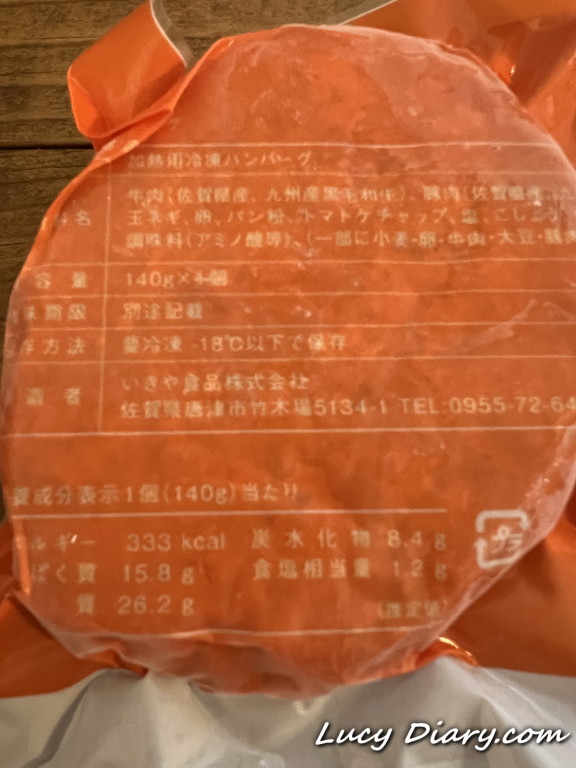 加熱用冷凍ハンバーグ
牛肉(佐賀県産、九州産黒毛和牛)、豚肉(佐賀県産
名 玉ネギ、卵、パン粉、トマトケチャップ、塩、こしょう
調味料(アミノ酸等)、(一部に小麦・卵・牛肉・大豆・豚肉
容量 140g×1個
味期限 別途記載
存方法 要冷凍 -18℃以下で保存
造者 いきや食品株式会社
佐賀県唐津市竹木場5134-1 TEL:0955-72-64
養成分表示1個(140g)当たり
ルギー 333 kcal 炭水化物 8.4 g
ぱく質 15.8 g 食塩相当量 1.2 g
質 26.2 g (推定値)
プラ
Lucy Diary.com